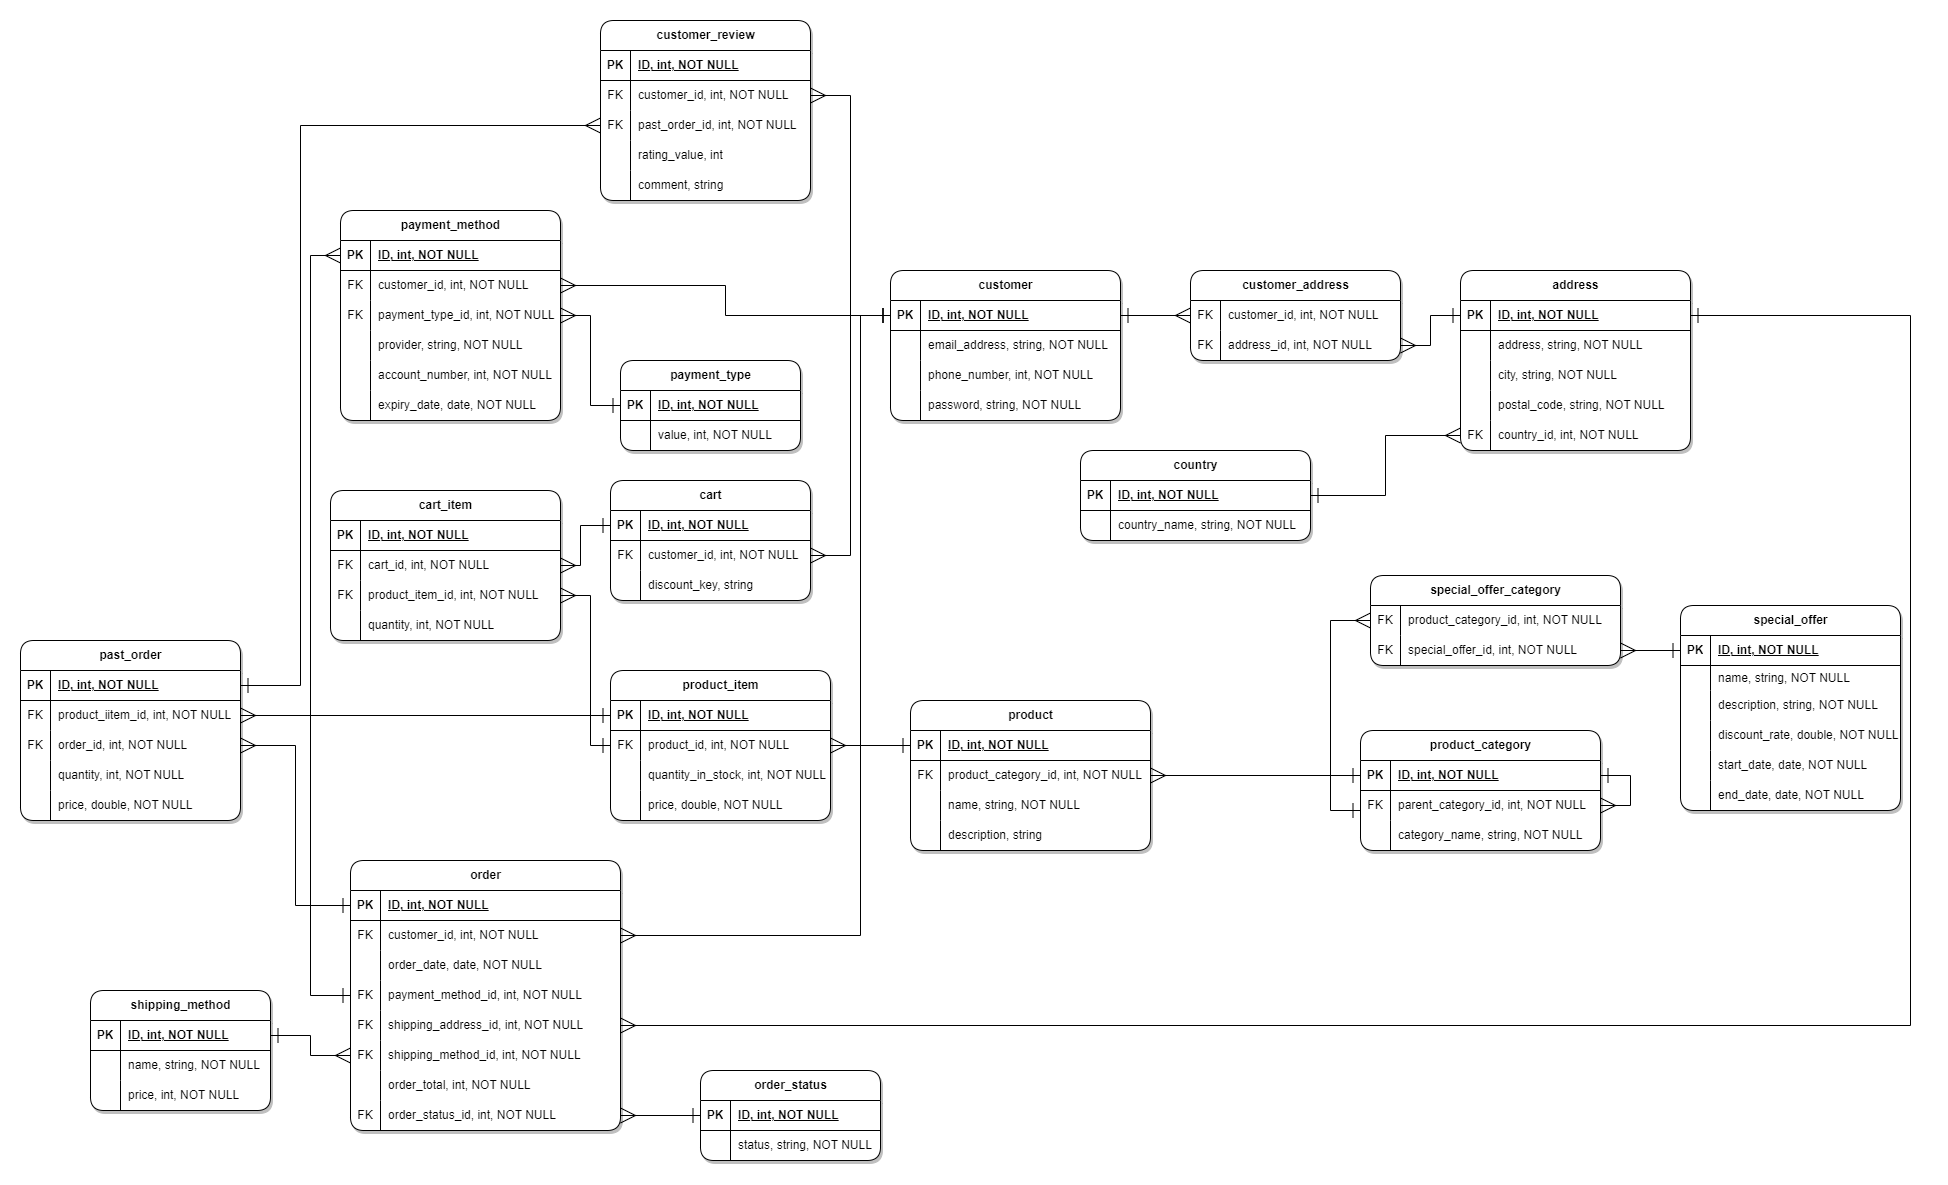 customer_review
PK ID, int, NOT NULL
FK customer_id, int, NOT NULL
FK past_order_id, int, NOT NULL
rating_value, int
comment, string
payment_method
PK ID, int, NOT NULL
FK customer_id, int, NOT NULL
FK payment_type_id, int, NOT NULL
provider, string, NOT NULL
account_number, int, NOT NULL
expiry_date, date, NOT NULL
payment_type
PK ID, int, NOT NULL
value, int, NOT NULL
customer
PK ID, int, NOT NULL
email_address, string, NOT NULL
phone_number, int, NOT NULL
password, string, NOT NULL
customer_address
FK customer_id, int, NOT NULL
FK address_id, int, NOT NULL
address
PK ID, int, NOT NULL
address, string, NOT NULL
city, string, NOT NULL
postal_code, string, NOT NULL
FK country_id, int, NOT NULL
country
PK ID, int, NOT NULL
country_name, string, NOT NULL
cart_item
PK ID, int, NOT NULL
FK cart_id, int, NOT NULL
FK product_item_id, int, NOT NULL
quantity, int, NOT NULL
cart
PK ID, int, NOT NULL
FK customer_id, int, NOT NULL
discount_key, string
special_offer_category
FK product_category_id, int, NOT NULL
FK special_offer_id, int, NOT NULL
special_offer
PK ID, int, NOT NULL
name, string, NOT NULL
description, string, NOT NULL
discount_rate, double, NOT NULL
start_date, date, NOT NULL
end_date, date, NOT NULL
past_order
PK ID, int, NOT NULL
FK product_iitem_id, int, NOT NULL
FK order_id, int, NOT NULL
quantity, int, NOT NULL
price, double, NOT NULL
product_item
PK ID, int, NOT NULL
FK product_id, int, NOT NULL
quantity_in_stock, int, NOT NULL
price, double, NOT NULL
product
PK ID, int, NOT NULL
FK product_category_id, int, NOT NULL
name, string, NOT NULL
description, string
product_category
PK ID, int, NOT NULL
FK parent_category_id, int, NOT NULL
category_name, string, NOT NULL
order
PK ID, int, NOT NULL
FK customer_id, int, NOT NULL
order_date, date, NOT NULL
FK payment_method_id, int, NOT NULL
FK shipping_address_id, int, NOT NULL
FK shipping_method_id, int, NOT NULL
order_total, int, NOT NULL
FK order_status_id, int, NOT NULL
shipping_method
PK ID, int, NOT NULL
name, string, NOT NULL
price, int, NOT NULL
order_status
PK ID, int, NOT NULL
status, string, NOT NULL